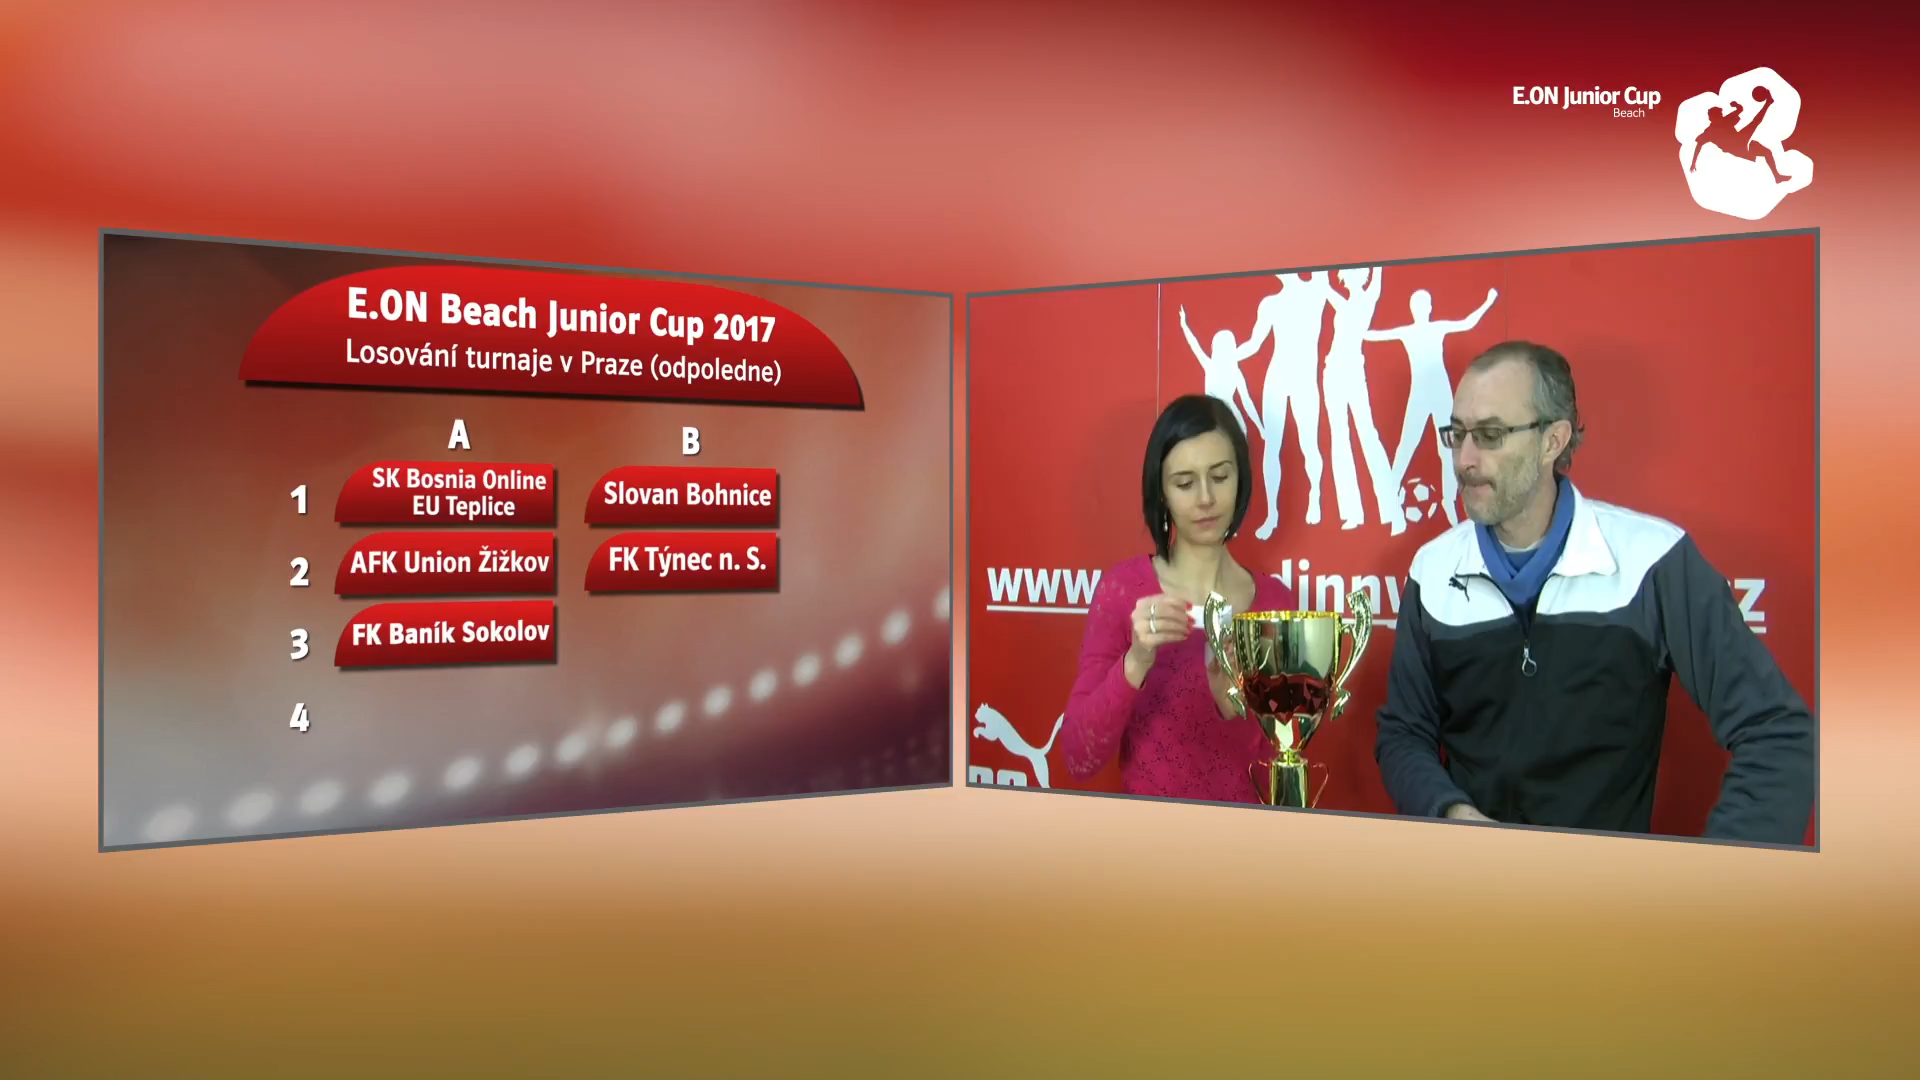 E.ON Junior Cup
Beach
E.ON Beach Junior Cup 2017
Losování turnaje v Praze (odpoledne)
A
B
1
SK Bosnia Online
EU Teplice
Slovan Bohnice
2
AFK Union Žižkov
FK Týnec n. S.
3
FK Baník Sokolov
4
www.